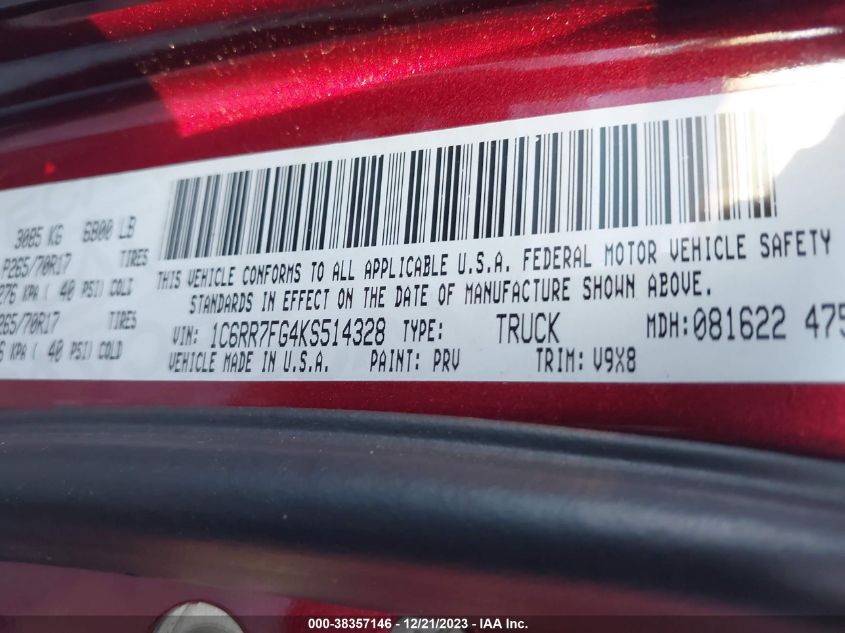 3085 KG 6800 LB
P265/70R17 TIRES
276 KPA ( 40 PSI) COLD
265/70R17 TIRES
6 KPA ( 40 PSI) COLD
THIS VEHICLE CONFORMS TO ALL APPLICABLE U.S.A. FEDERAL MOTOR VEHICLE SAFETY
STANDARDS IN EFFECT ON THE DATE OF MANUFACTURE SHOWN ABOVE.
VIN: 1C6RR7FG4KS514328 TYPE: TRUCK MDH:081622 475
VEHICLE MADE IN U.S.A. PAINT: PRV TRIM: V9X8
000-38357146 - 12/21/2023 - IAA Inc.